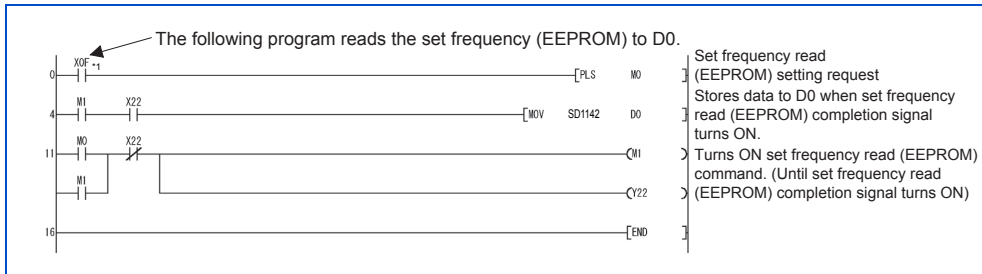 The following program reads the set frequency (EEPROM) to D0.
X0F *1
0 [PLS M0 ] Set frequency read
(EEPROM) setting request
M1 X22
4 [MOV SD1142 D0 ] Stores data to D0 when set frequency
read (EEPROM) completion signal
turns ON.
M0 X22
11 (M1 ) Turns ON set frequency read (EEPROM)
command. (Until set frequency read
M1
(Y22 ) (EEPROM) completion signal turns ON)
16 [END ]